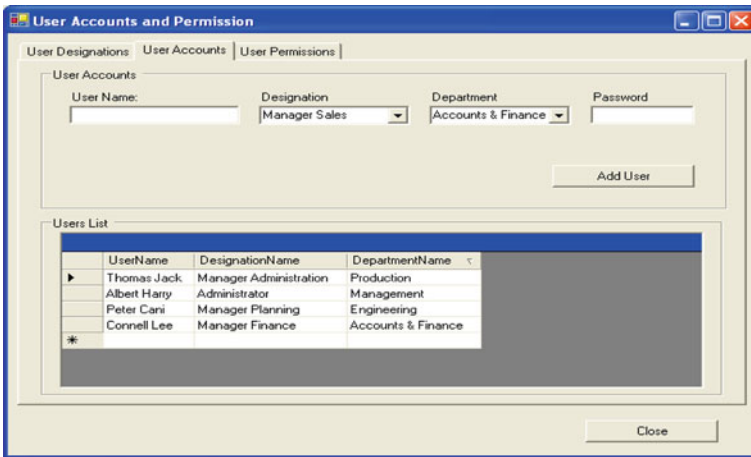 User Accounts and Permission
User Designations User Accounts User Permissions
User Accounts
User Name: Designation Department Password
Manager Sales Accounts & Finance
Add User
Users List
UserName DesignationName DepartmentName
Thomas Jack Manager Administration Production
Albert Harry Administrator Management
Peter Cani Manager Planning Engineering
Connell Lee Manager Finance Accounts & Finance
Close